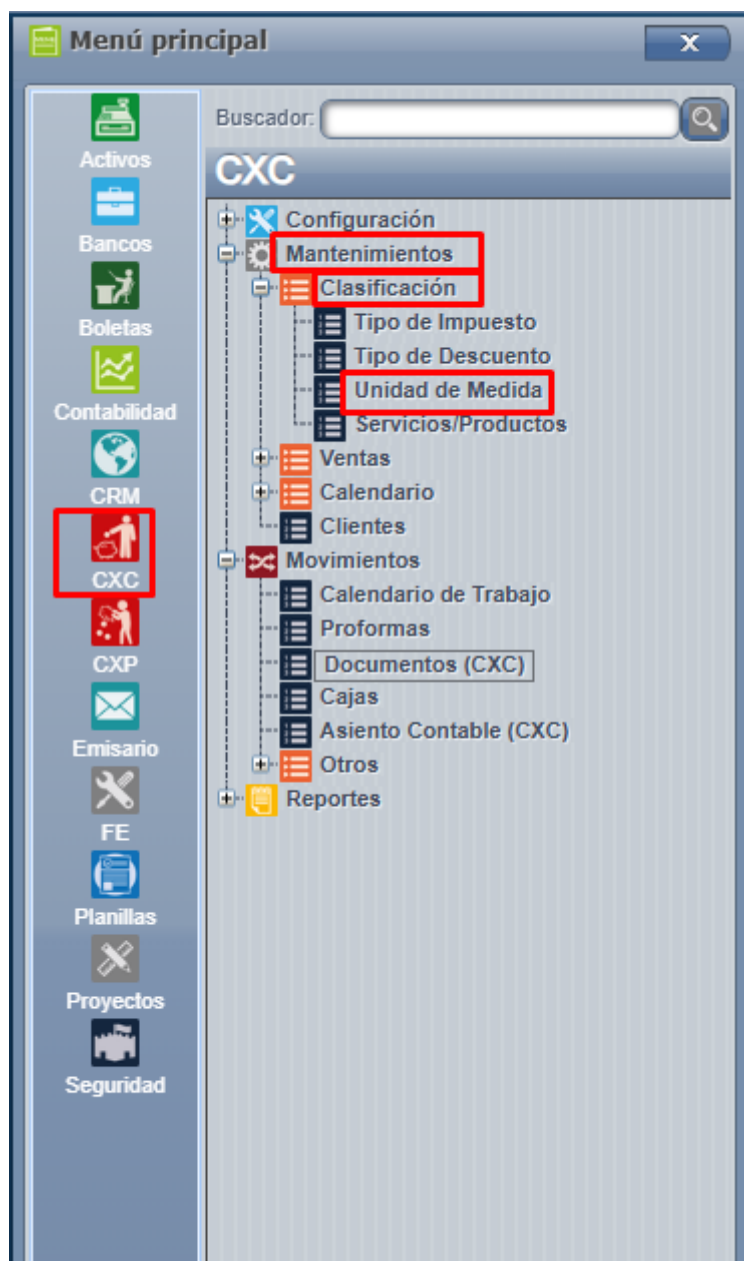 Menú principal
x
Activos
Bancos
Boletas
Contabilidad
CRM
CXC
CXP
Emisario
FE
Planillas
Proyectos
Seguridad
Buscador:
CXC
Configuración
Mantenimientos
Clasificación
Tipo de Impuesto
Tipo de Descuento
Unidad de Medida
Servicios/Productos
Ventas
Calendario
Clientes
Movimientos
Calendario de Trabajo
Proformas
Documentos (CXC)
Cajas
Asiento Contable (CXC)
Otros
Reportes